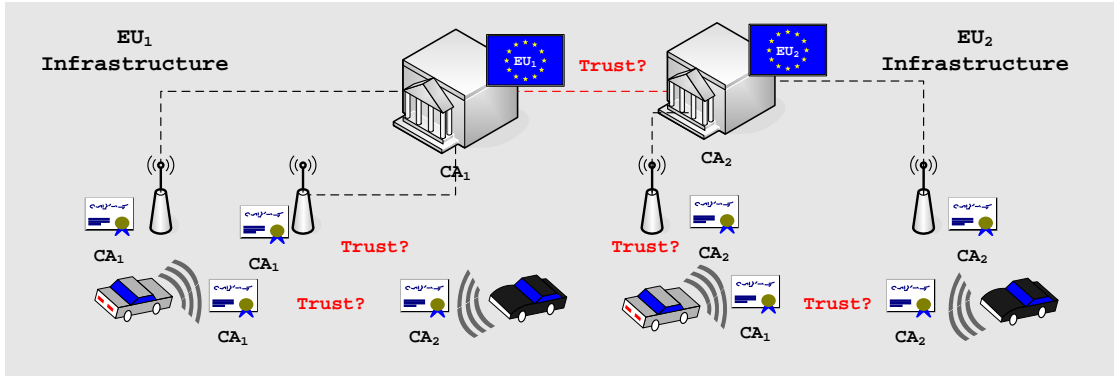 EU₁
Infrastructure
EU₁
Trust?
EU₂
EU₂
Infrastructure
CA₁
CA₂
CA₁
CA₁
Trust?
Trust?
CA₂
CA₂
CA₁
Trust?
CA₂
CA₁
Trust?
CA₂